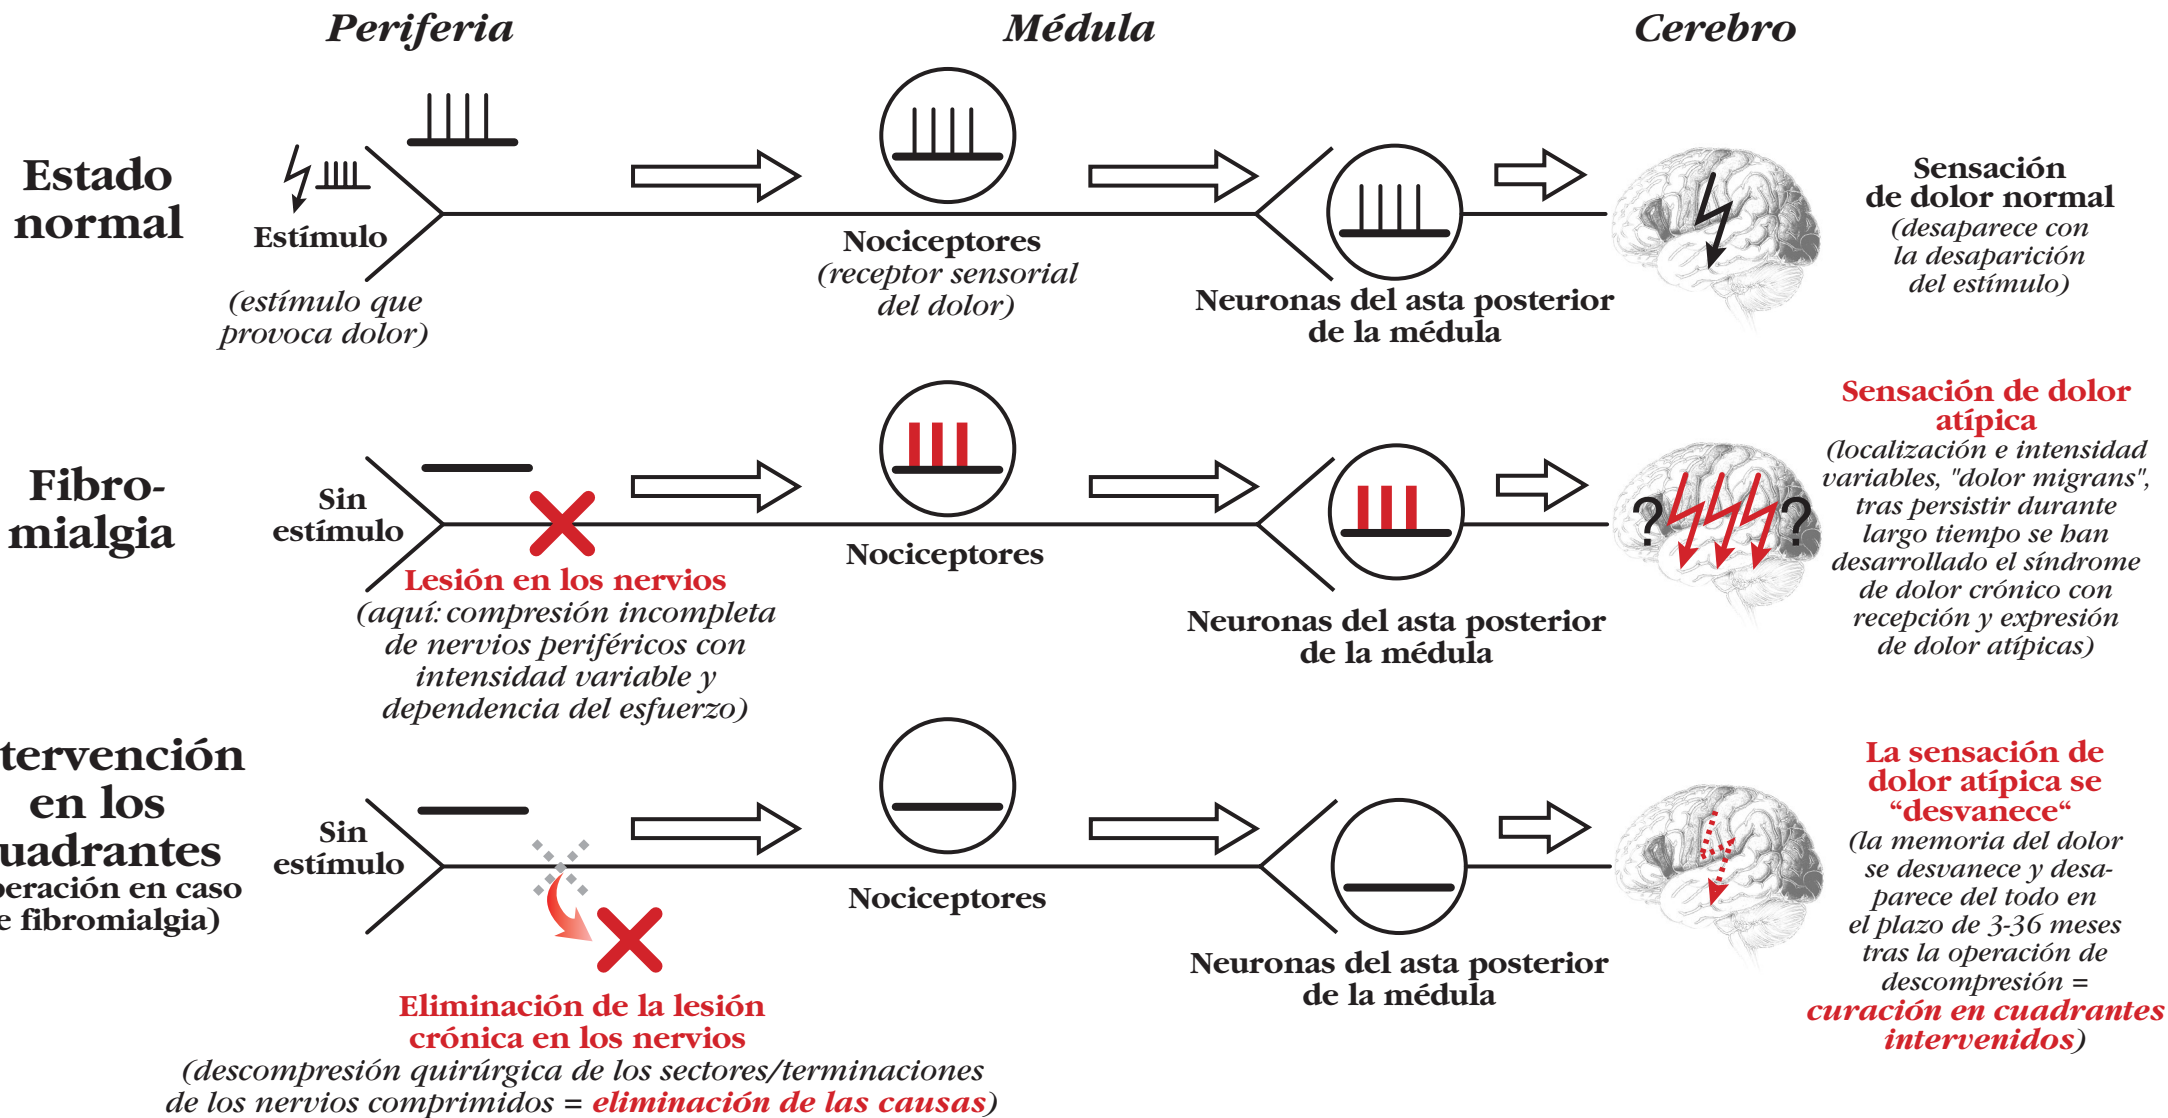 Periferia
Médula
Cerebro
Estado
normal
Estímulo
(estímulo que
provoca dolor)
Nociceptores
(receptor sensorial
del dolor)
Neuronas del asta posterior
de la médula
Sensación
de dolor normal
(desaparece con
la desaparición
del estímulo)
Fibro-
mialgia
Sin
estímulo
Lesión en los nervios
(aquí: compresión incompleta
de nervios periféricos con
intensidad variable y
dependencia del esfuerzo)
Nociceptores
Neuronas del asta posterior
de la médula
? ?
Sensación de dolor
atípica
(localización e intensidad
variables, "dolor migrans",
tras persistir durante
largo tiempo se han
desarrollado el síndrome
de dolor crónico con
recepción y expresión
de dolor atípicas)
tervención
en los
uadrantes
peración en caso
e fibromialgia)
Sin
estímulo
Eliminación de la lesión
crónica en los nervios
(descompresión quirúrgica de los sectores/terminaciones
de los nervios comprimidos = eliminación de las causas)
Nociceptores
Neuronas del asta posterior
de la médula
La sensación de
dolor atípica se
“desvanece“
(la memoria del dolor
se desvanece y desa-
parece del todo en
el plazo de 3-36 meses
tras la operación de
descompresión =
curación en cuadrantes
intervenidos)